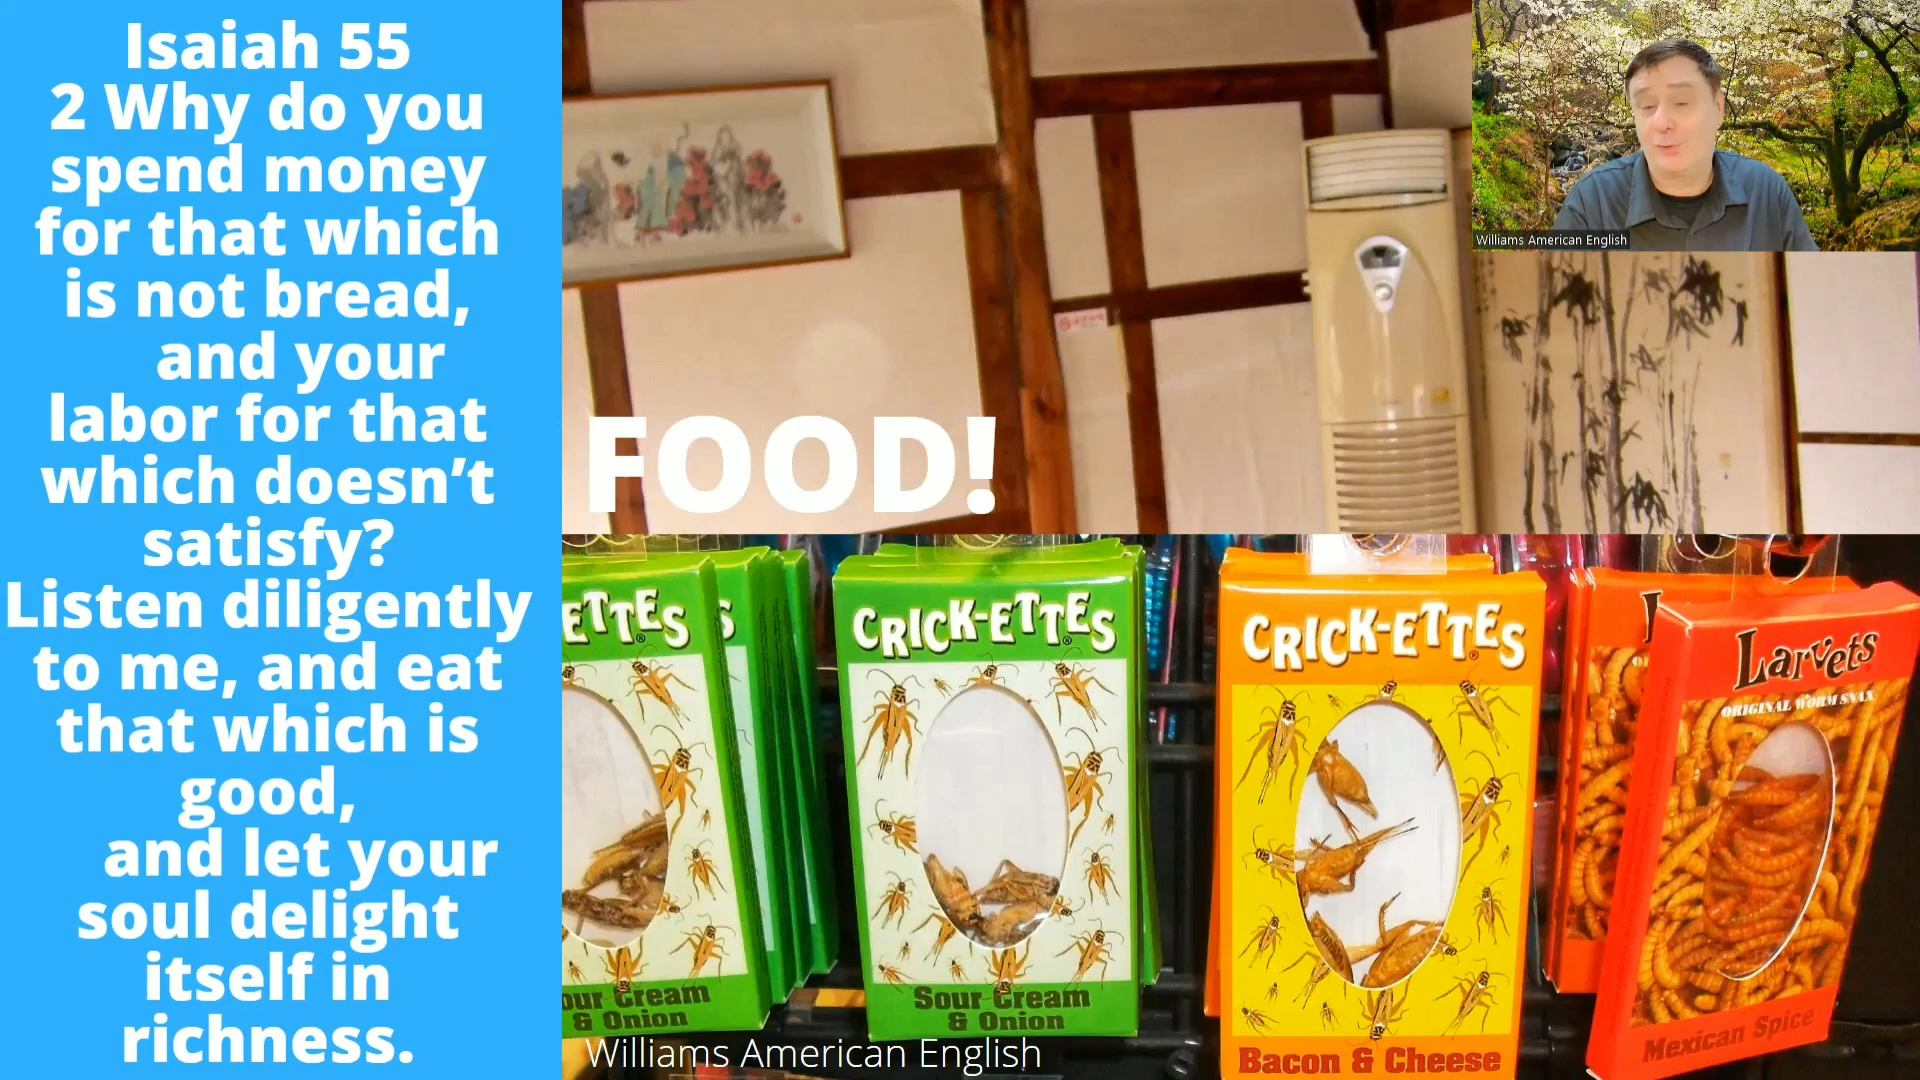 Isaiah 55
2 Why do you
spend money
for that which
is not bread,
and your
labor for that
which doesn’t
satisfy?
Listen diligently
to me, and eat
that which is
good,
and let your
soul delight
itself in
richness.
Williams American English
FOOD!
ETTES
CRICK-ETTES®
CRICK-ETTES®
Larvets
ORIGINAL WORM SNAX
our Cream
& Onion
Sour Cream
& Onion
Bacon & Cheese
Mexican Spice
Williams American English